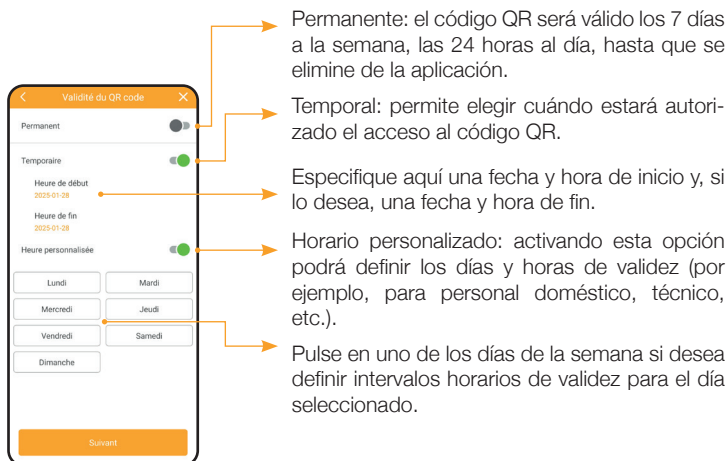 Permanente: el código QR será válido los 7 días
a la semana, las 24 horas al día, hasta que se
elimine de la aplicación.
Temporal: permite elegir cuándo estará autori-
zado el acceso al código QR.
Especifique aquí una fecha y hora de inicio y, si
lo desea, una fecha y hora de fin.
Horario personalizado: activando esta opción
podrá definir los días y horas de validez (por
ejemplo, para personal doméstico, técnico,
etc.).
Pulse en uno de los días de la semana si desea
definir intervalos horarios de validez para el día
seleccionado.
Validité du QR code
Permanent
Temporaire
Heure de début
2025-01-28
Heure de fin
2025-01-28
Heure personnalisée
Lundi
Mardi
Mercredi
Jeudi
Vendredi
Samedi
Dimanche
Suivant